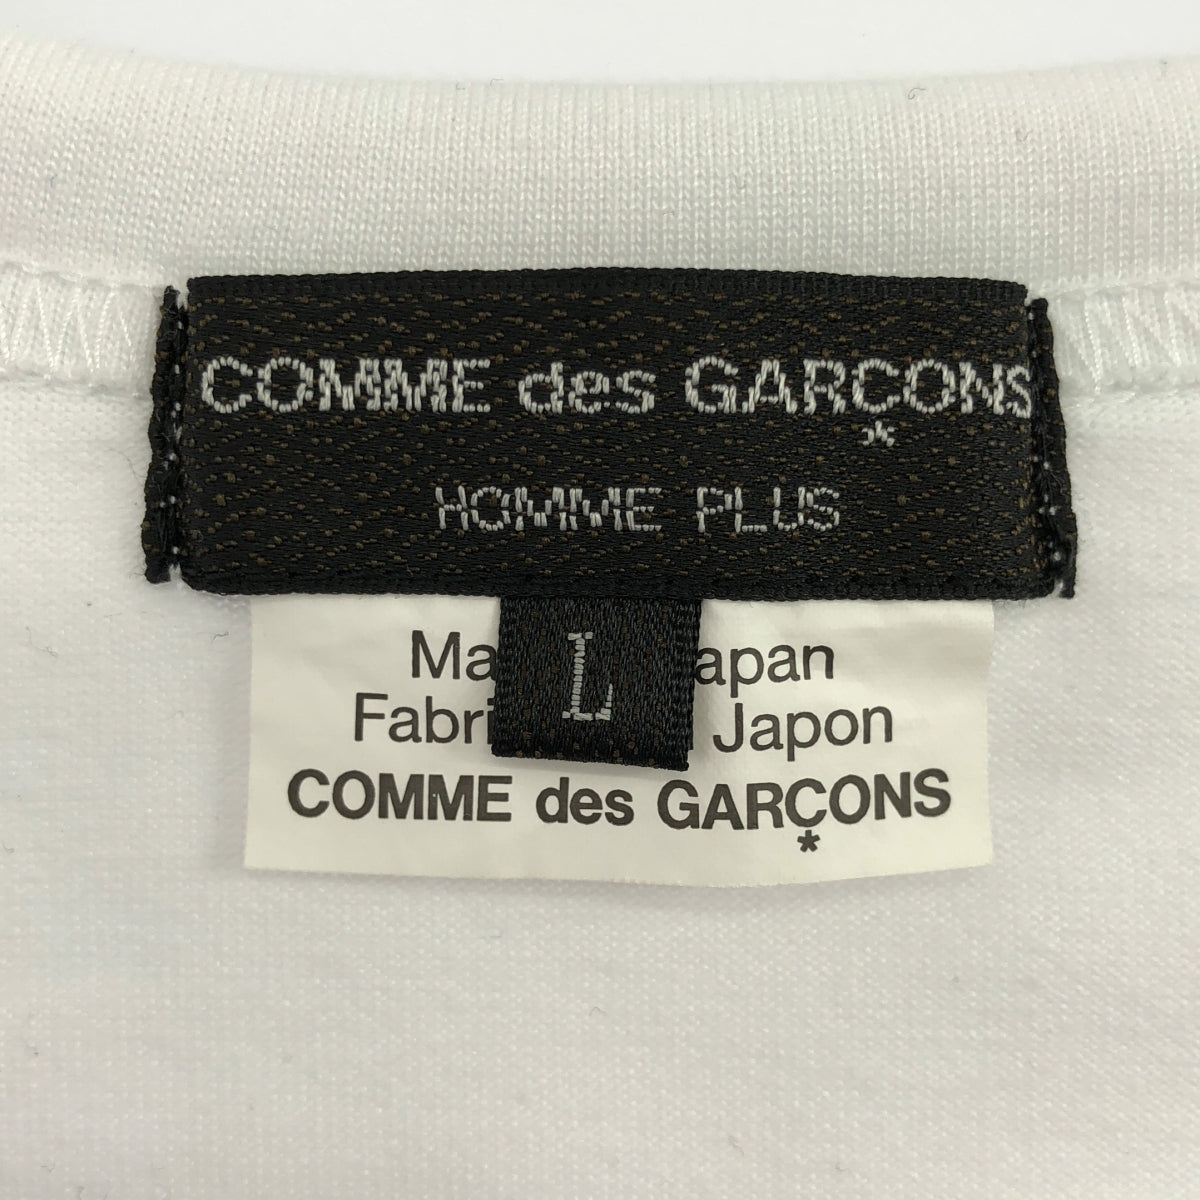 COMME des GARÇONS
*
HOMME PLUS
L
Ma apan
Fabri Japon
COMME des GARÇONS
*